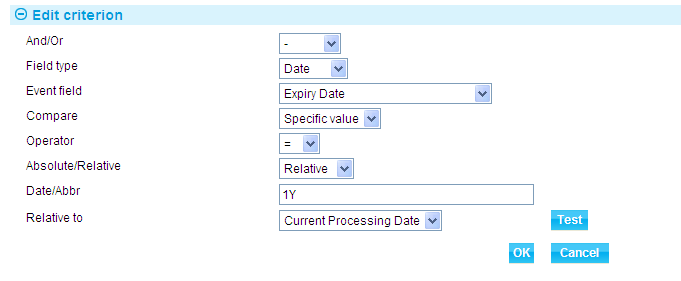 Edit criterion
And/Or -
Field type Date
Event field Expiry Date
Compare Specific value
Operator =
Absolute/Relative Relative
Date/Abbr 1Y
Relative to Current Processing Date Test
OK Cancel